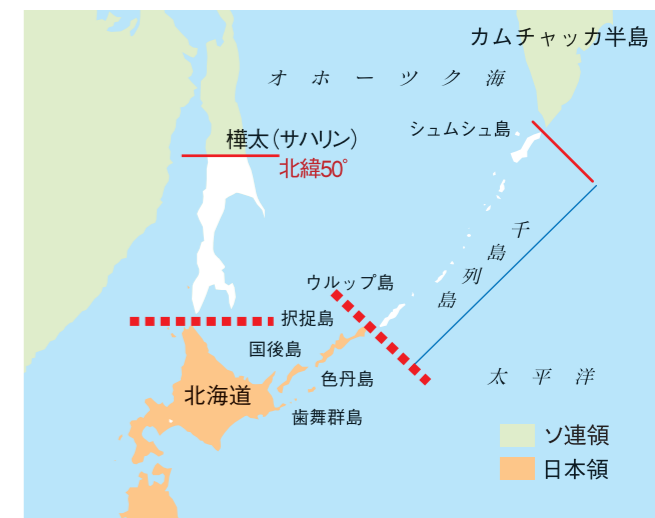 カムチャッカ半島
オホーツク海
シュムシュ島
樺太（サハリン）
北緯50°
千島列島
ウルップ島
択捉島
国後島
色丹島
太平洋
北海道
歯舞群島
ソ連領
日本領